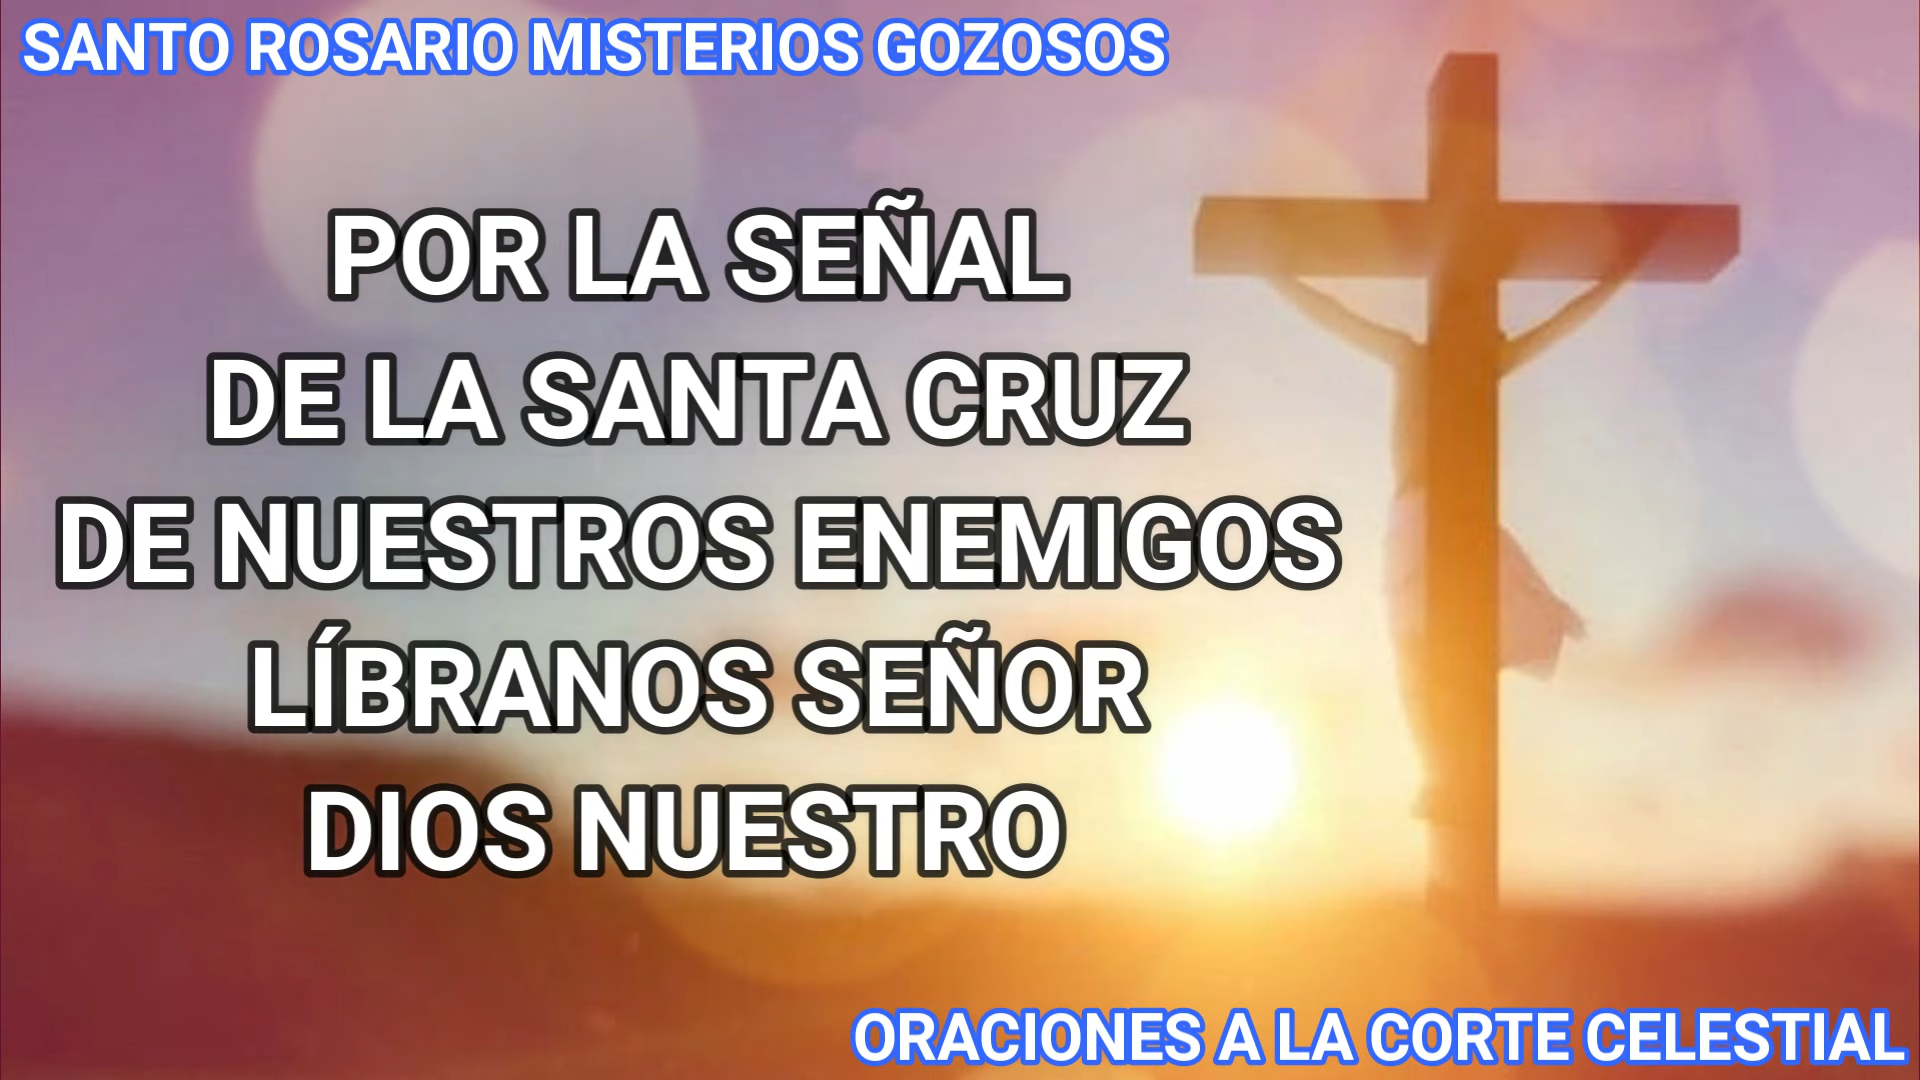 SANTO ROSARIO MISTERIOS GOZOSOS
POR LA SEÑAL
DE LA SANTA CRUZ
DE NUESTROS ENEMIGOS
LÍBRANOS SEÑOR
DIOS NUESTRO
ORACIONES A LA CORTE CELESTIAL